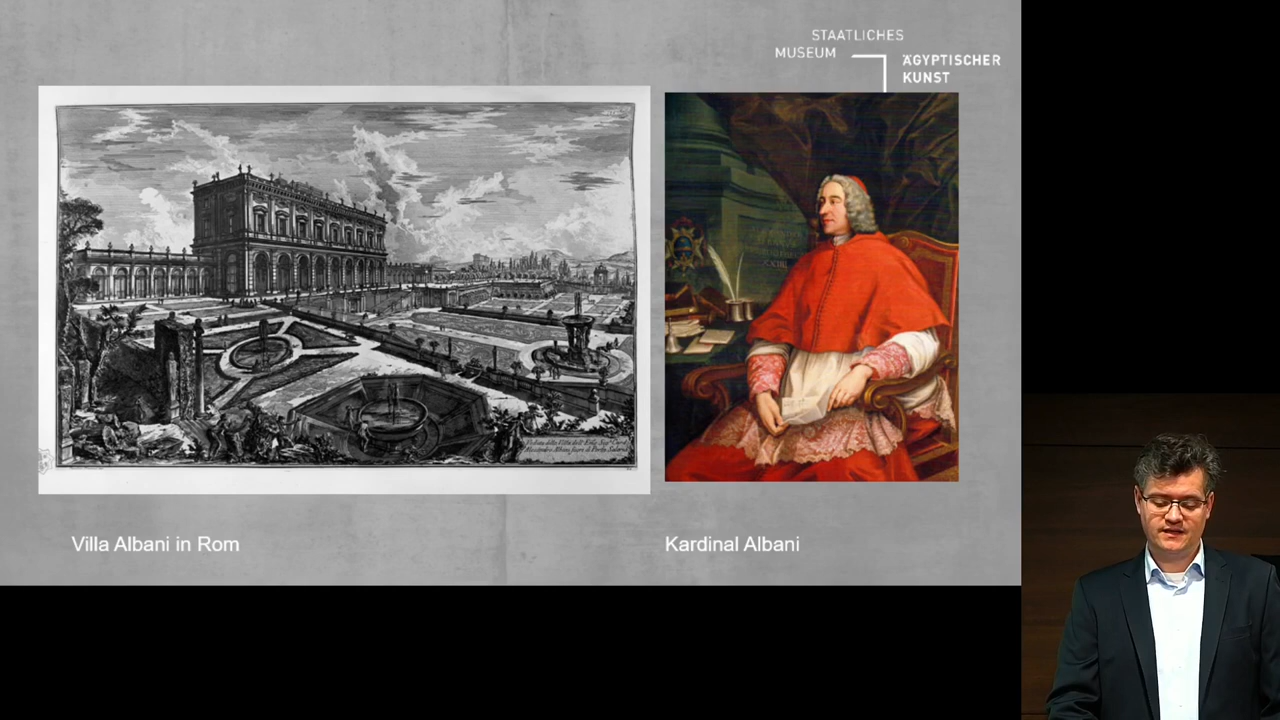 STAATLICHES
MUSEUM
ÄGYPTISCHER
KUNST
Villa Albani in Rom
Kardinal Albani